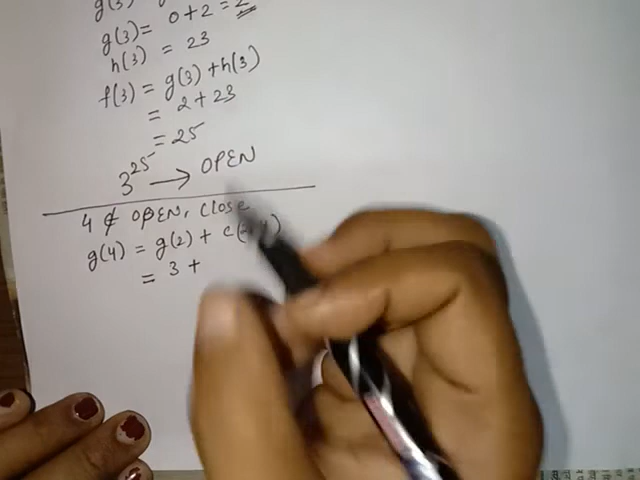 g(3)
g(3) = 0 + 2 = 2
h(3) = 23
f(3) = g(3) + h(3)
= 2 + 23
= 25
3^25 → OPEN
4 ∉ OPEN, close
g(4) = g(2) + c(
= 3 +